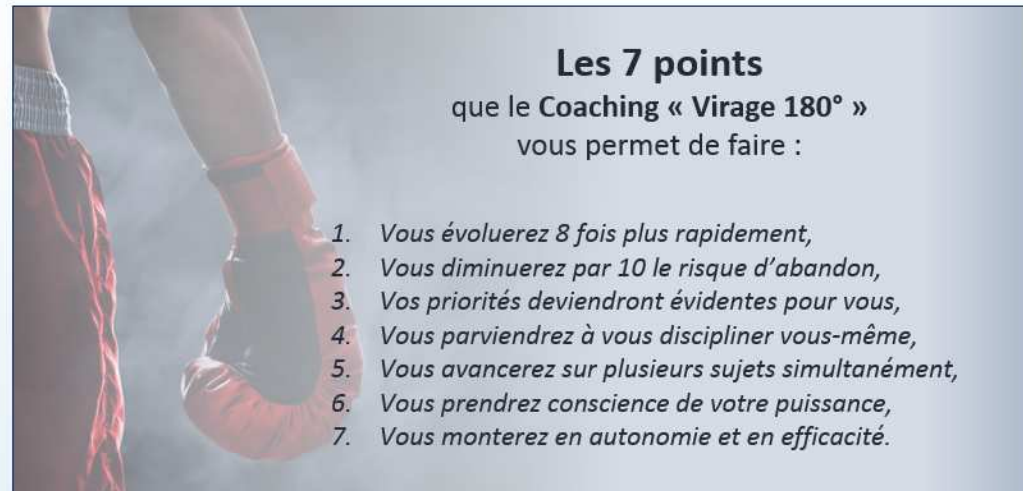 Les 7 points
que le Coaching « Virage 180° »
vous permet de faire :
1. Vous évoluerez 8 fois plus rapidement,
2. Vous diminuerez par 10 le risque d’abandon,
3. Vos priorités deviendront évidentes pour vous,
4. Vous parviendrez à vous discipliner vous-même,
5. Vous avancerez sur plusieurs sujets simultanément,
6. Vous prendrez conscience de votre puissance,
7. Vous monterez en autonomie et en efficacité.